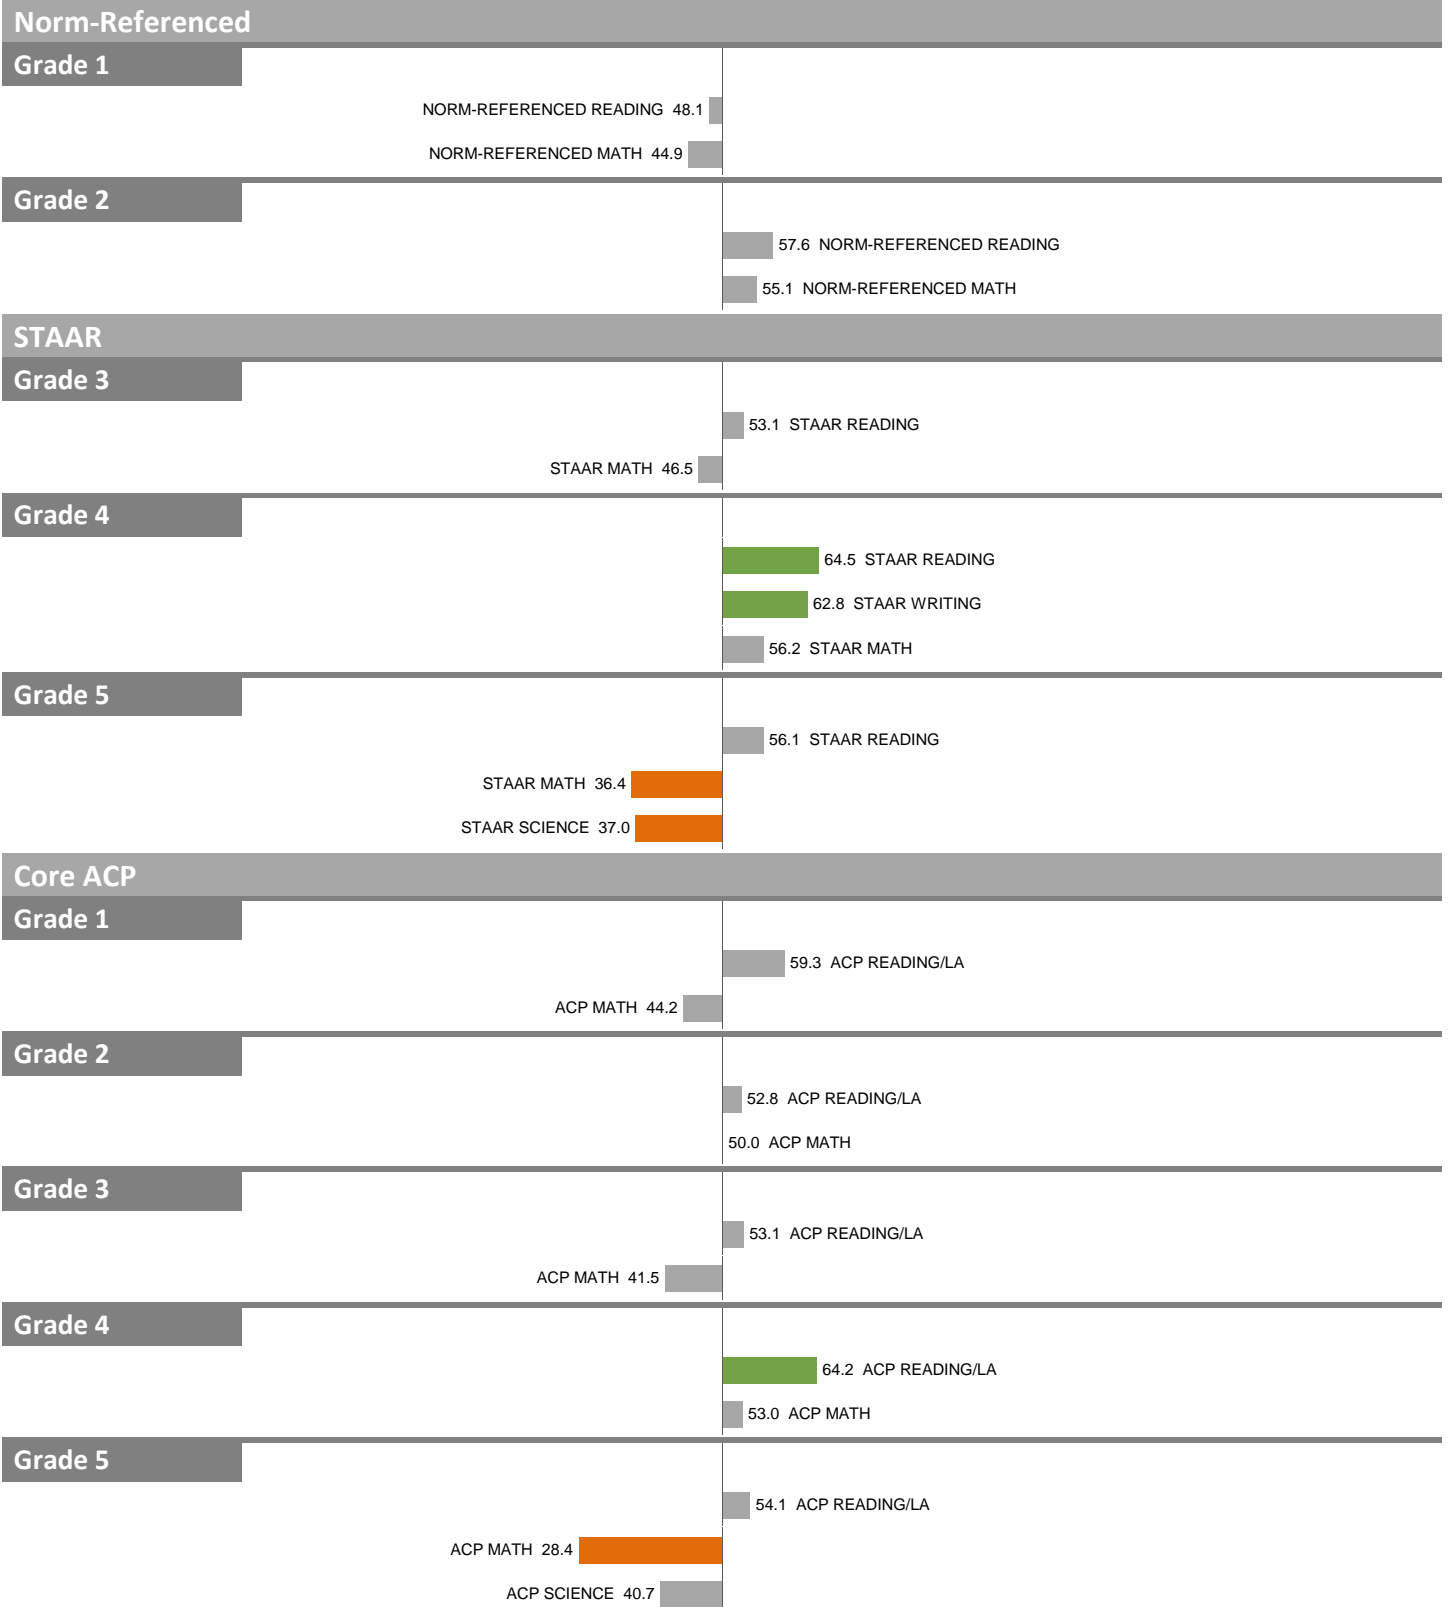 Norm-Referenced
Grade 1
NORM-REFERENCED READING 48.1
NORM-REFERENCED MATH 44.9
Grade 2
57.6 NORM-REFERENCED READING
55.1 NORM-REFERENCED MATH
STAAR
Grade 3
53.1 STAAR READING
STAAR MATH 46.5
Grade 4
64.5 STAAR READING
62.8 STAAR WRITING
56.2 STAAR MATH
Grade 5
56.1 STAAR READING
STAAR MATH 36.4
STAAR SCIENCE 37.0
Core ACP
Grade 1
59.3 ACP READING/LA
ACP MATH 44.2
Grade 2
52.8 ACP READING/LA
50.0 ACP MATH
Grade 3
53.1 ACP READING/LA
ACP MATH 41.5
Grade 4
64.2 ACP READING/LA
53.0 ACP MATH
Grade 5
54.1 ACP READING/LA
ACP MATH 28.4
ACP SCIENCE 40.7